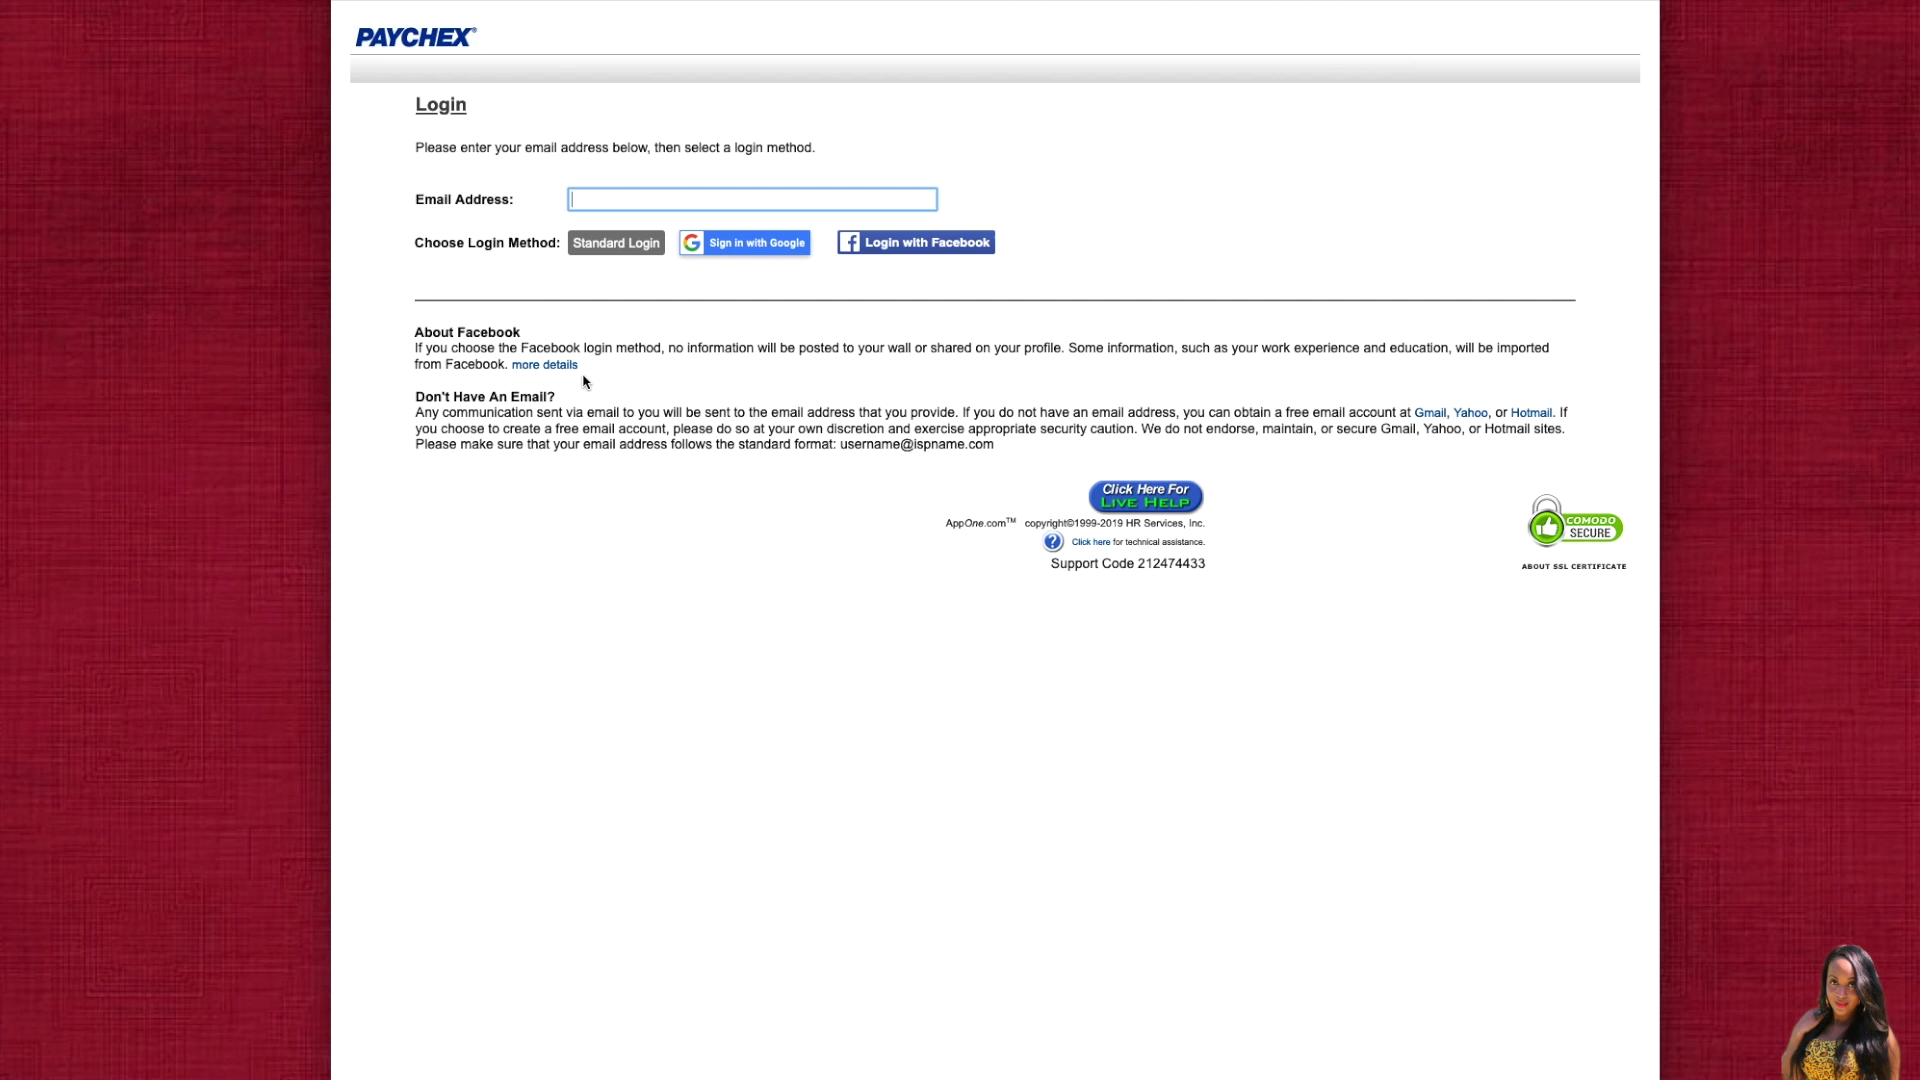 PAYCHEX®
Login
Please enter your email address below, then select a login method.
Email Address:
Choose Login Method: Standard Login Sign in with Google Login with Facebook
About Facebook
If you choose the Facebook login method, no information will be posted to your wall or shared on your profile. Some information, such as your work experience and education, will be imported
from Facebook. more details
Don't Have An Email?
Any communication sent via email to you will be sent to the email address that you provide. If you do not have an email address, you can obtain a free email account at Gmail, Yahoo, or Hotmail. If
you choose to create a free email account, please do so at your own discretion and exercise appropriate security caution. We do not endorse, maintain, or secure Gmail, Yahoo, or Hotmail sites.
Please make sure that your email address follows the standard format: username@ispname.com
Click Here For
LIVE HELP
AppOne.com™ copyright©1999-2019 HR Services, Inc.
Click here for technical assistance.
Support Code 212474433
COMODO
SECURE
ABOUT SSL CERTIFICATE